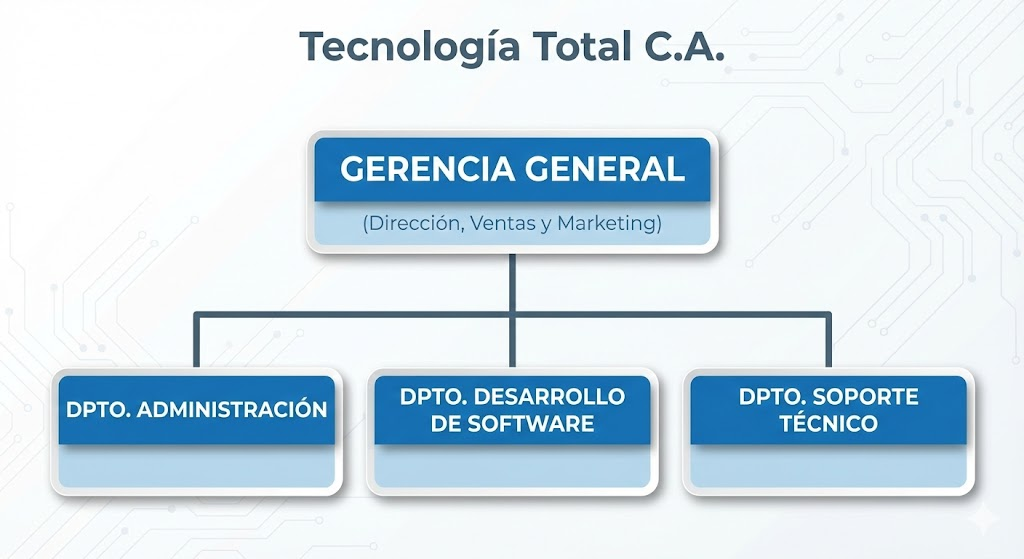 Tecnología Total C.A.
GERENCIA GENERAL
(Dirección, Ventas y Marketing)
DPTO. ADMINISTRACIÓN
DPTO. DESARROLLO
DE SOFTWARE
DPTO. SOPORTE
TÉCNICO